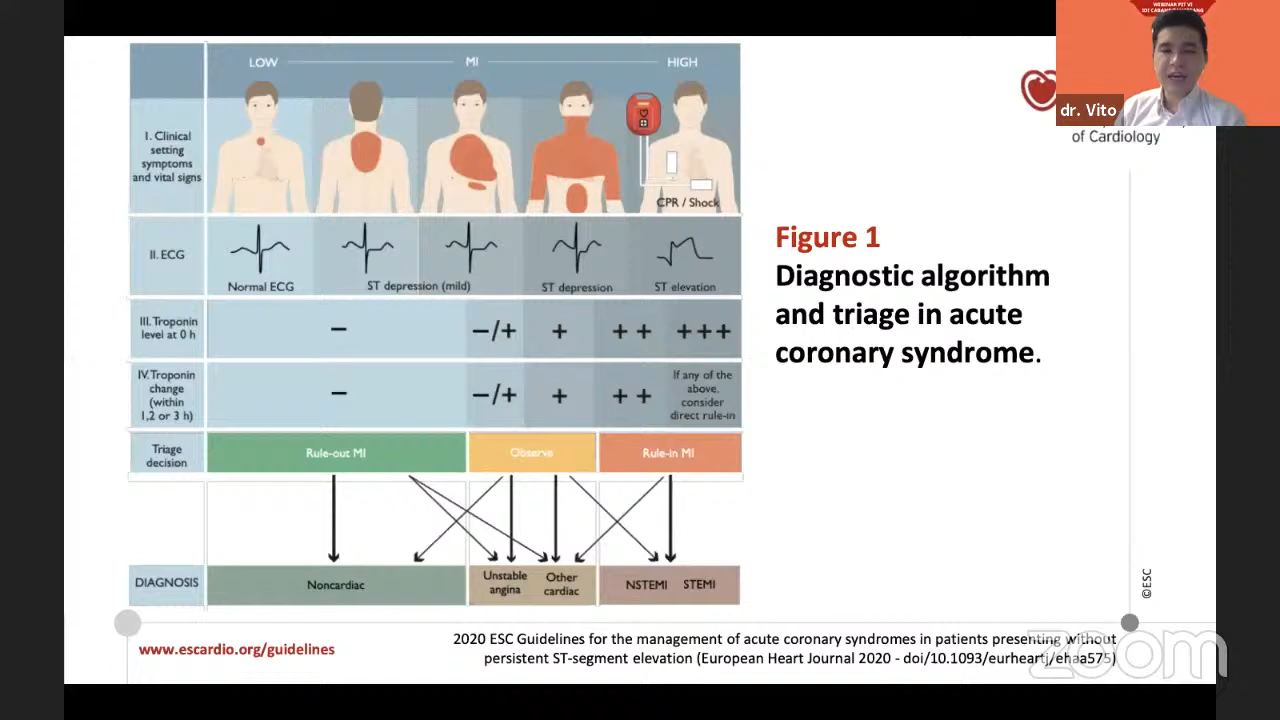 WEBINAR PIT VI
dr. Vito
of Cardiology
LOW
MI
HIGH
I. Clinical
setting
symptoms
and vital signs
CPR / Shock
II. ECG
Normal ECG
ST depression (mild)
ST depression
ST elevation
III. Troponin
level at 0 h
−
−/+
+
+ +
+++
IV. Troponin
change
(within
1,2 or 3 h)
−
−/+
+
+ +
If any of the
above,
consider
direct rule-in
Triage
decision
Rule-out MI
Observe
Rule-in MI
DIAGNOSIS
Noncardiac
Unstable
angina
Other
cardiac
NSTEMI
STEMI
Figure 1
Diagnostic algorithm
and triage in acute
coronary syndrome.
©ESC
www.escardio.org/guidelines
2020 ESC Guidelines for the management of acute coronary syndromes in patients presenting without
persistent ST-segment elevation (European Heart Journal 2020 - doi/10.1093/eurheartj/ehaa575)
zoom